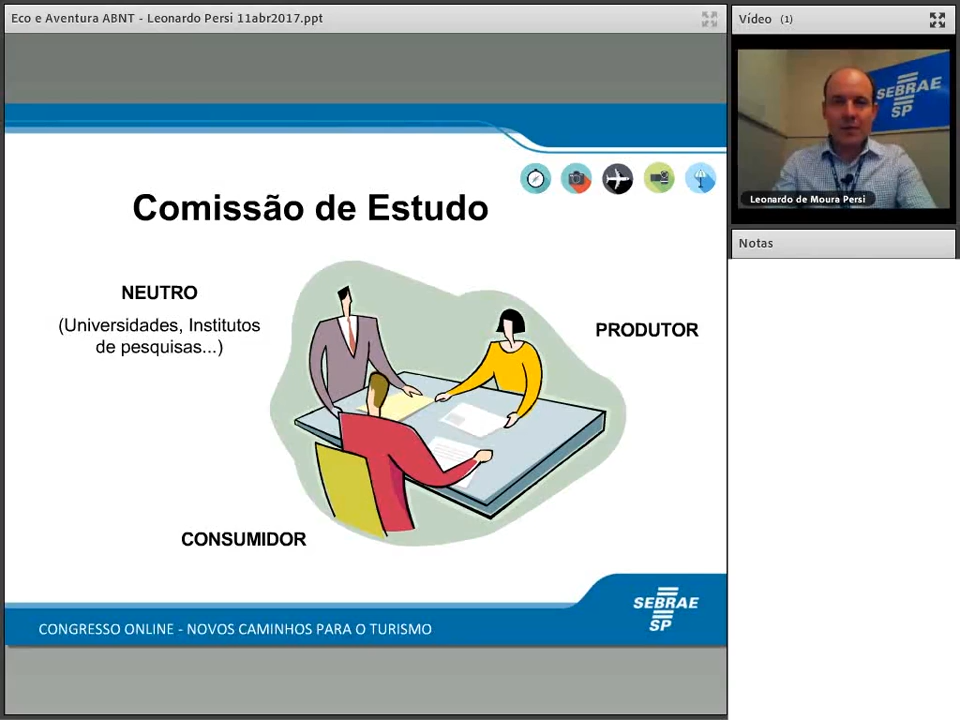 Eco e Aventura ABNT - Leonardo Persi 11abr2017.ppt
Vídeo (1)
SEBRAE
SP
Leonardo de Moura Persi
Notas
Comissão de Estudo
NEUTRO
(Universidades, Institutos
de pesquisas...)
PRODUTOR
CONSUMIDOR
CONGRESSO ONLINE - NOVOS CAMINHOS PARA O TURISMO
SEBRAE
SP